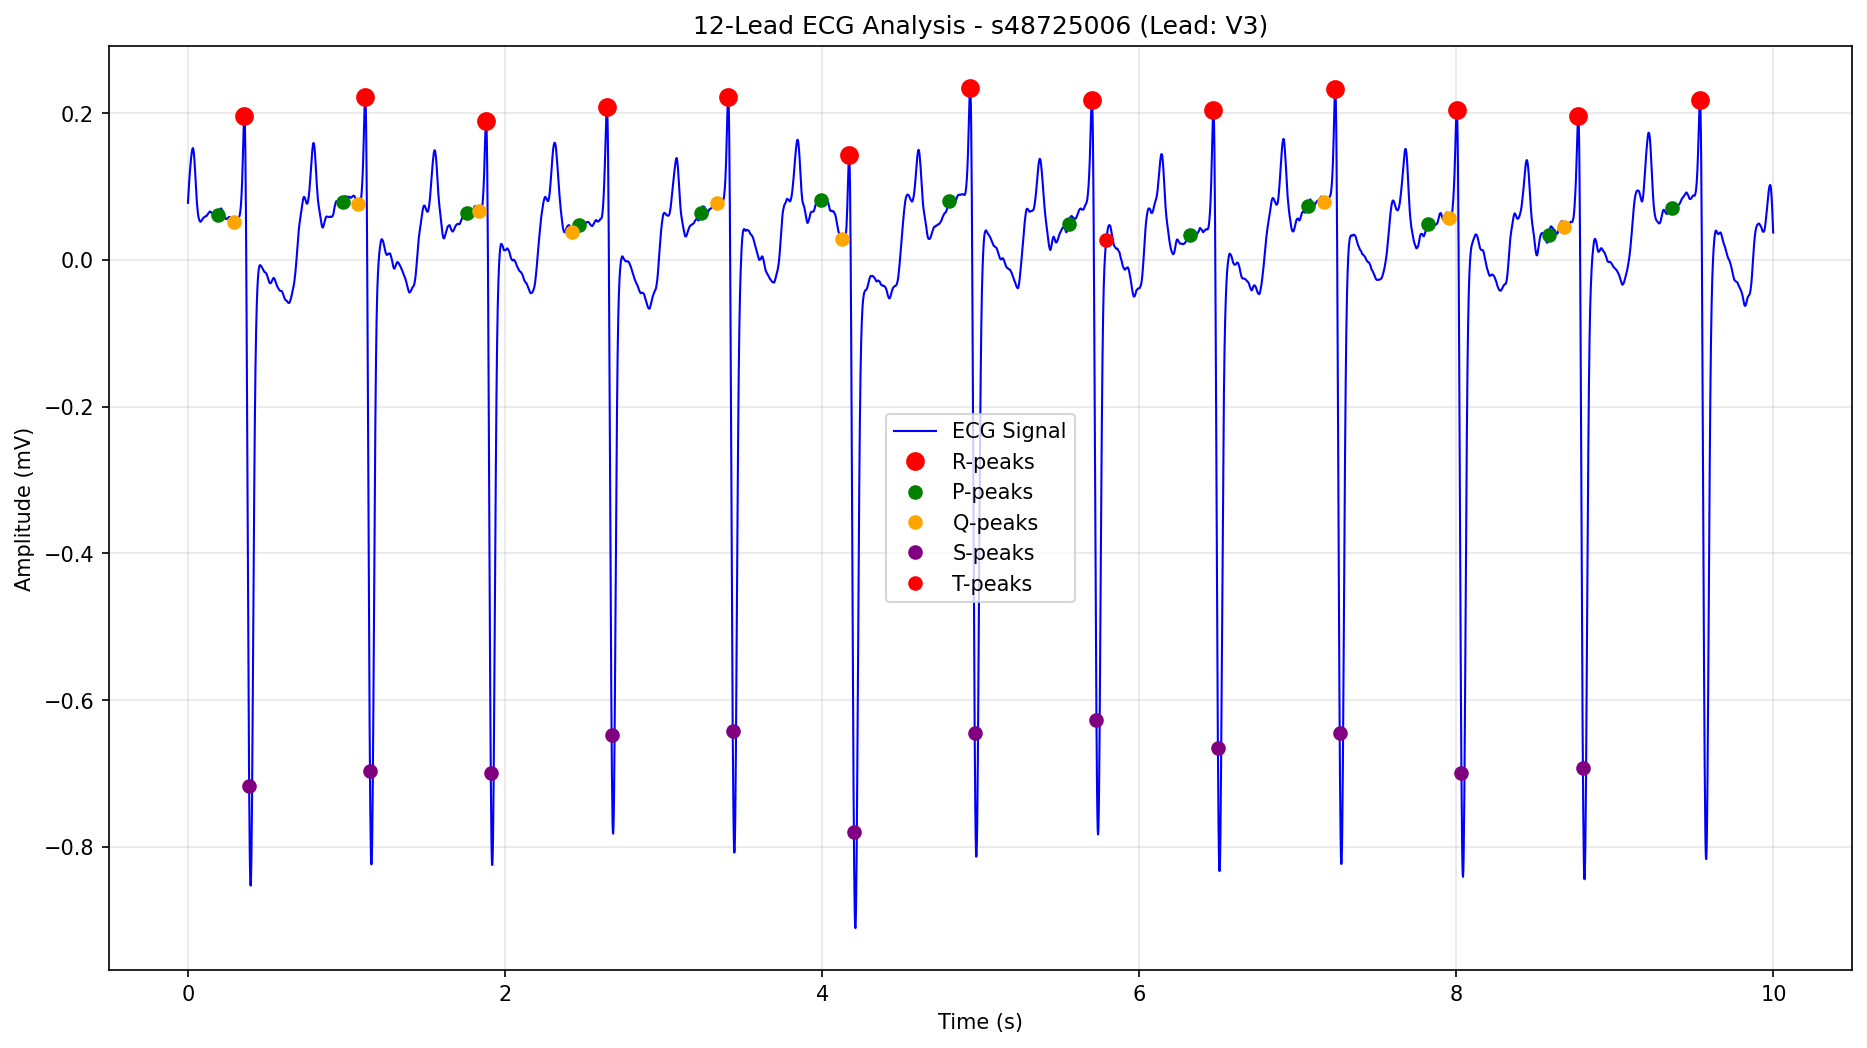 12-Lead ECG Analysis - s48725006 (Lead: V3)
Amplitude (mV)
0.2
0.0
−0.2
−0.4
−0.6
−0.8
ECG Signal
R-peaks
P-peaks
Q-peaks
S-peaks
T-peaks
0 2 4 6 8 10
Time (s)